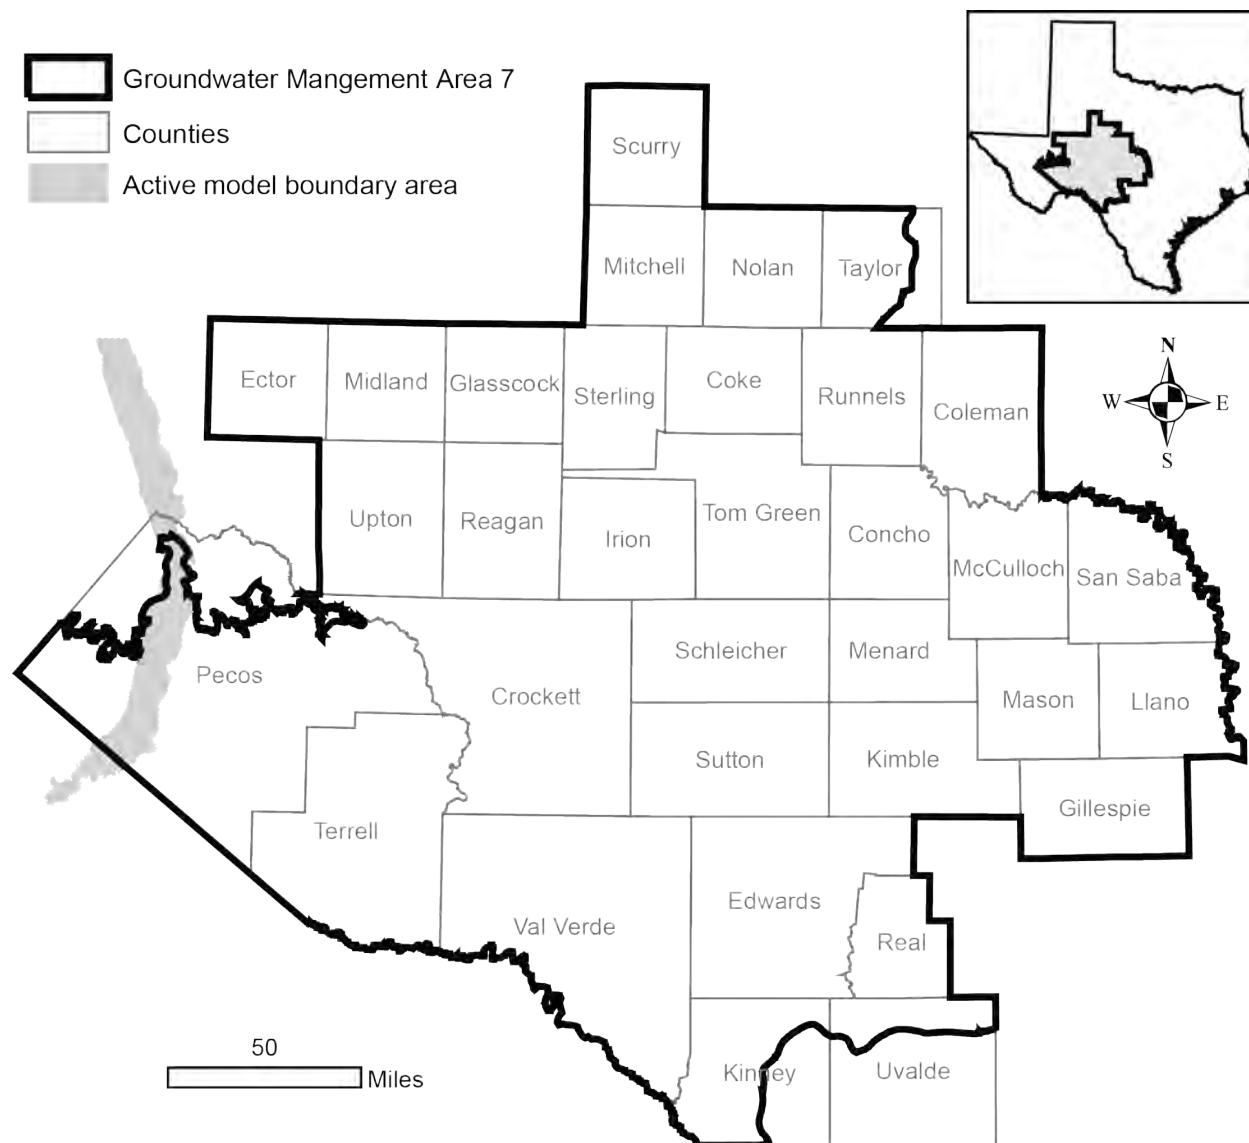 Groundwater Mangement Area 7
Counties
Active model boundary area
Scurry
Mitchell
Nolan
Taylor
Ector
Midland
Glasscock
Sterling
Coke
Runnels
Coleman
N
W
E
S
Upton
Reagan
Irion
Tom Green
Concho
McCulloch
San Saba
Pecos
Crockett
Schleicher
Menard
Mason
Llano
Sutton
Kimble
Gillespie
Terrell
Val Verde
Edwards
Real
Kinney
Uvalde
50
Miles